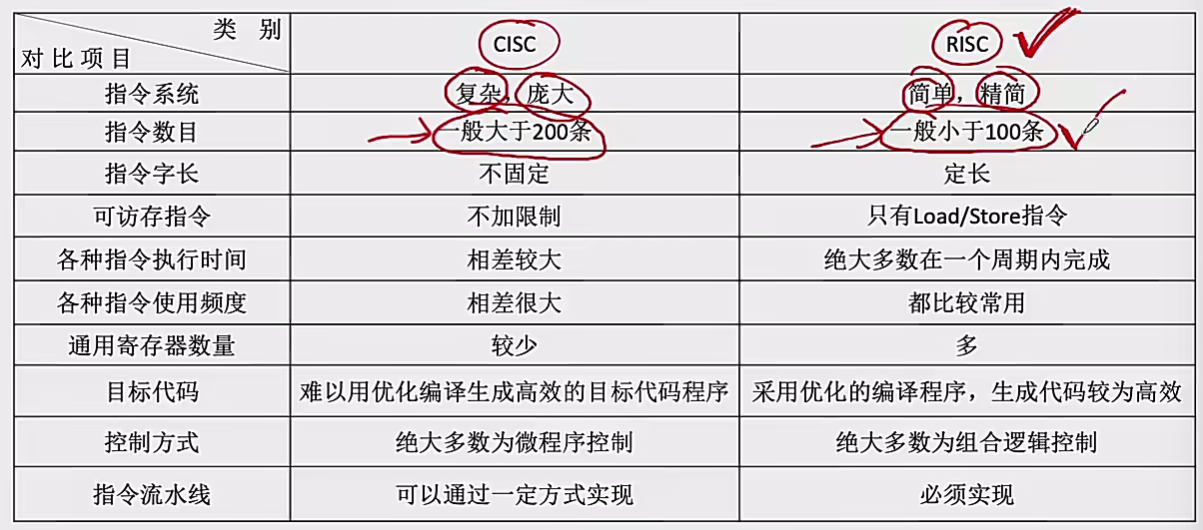 类 别 CISC RISC
对比项目
指令系统 复杂，庞大 简单，精简
指令数目 一般大于200条 一般小于100条
指令字长 不固定 定长
可访存指令 不加限制 只有Load/Store指令
各种指令执行时间 相差较大 绝大多数在一个周期内完成
各种指令使用频度 相差很大 都比较常用
通用寄存器数量 较少 多
目标代码 难以用优化编译生成高效的目标代码程序 采用优化的编译程序，生成代码较为高效
控制方式 绝大多数为微程序控制 绝大多数为组合逻辑控制
指令流水线 可以通过一定方式实现 必须实现